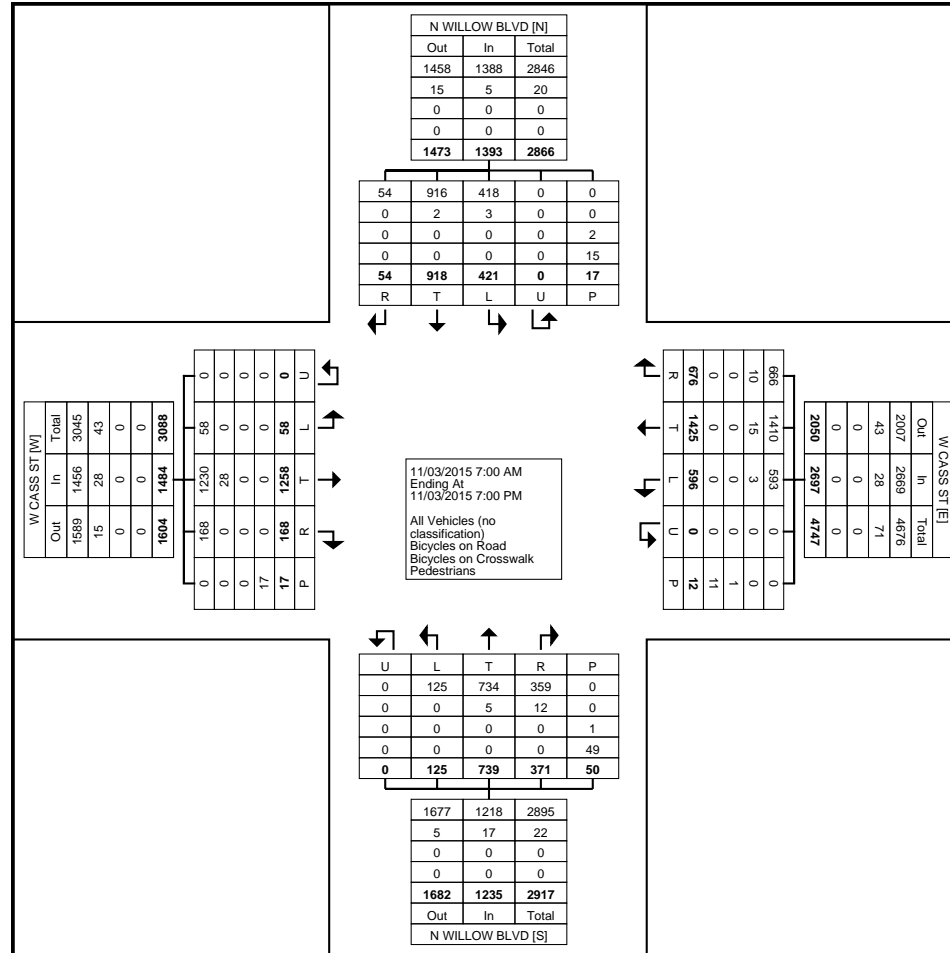 N WILLOW BLVD [N]
Out In Total
1458 1388 2846
15 5 20
0 0 0
0 0 0
1473 1393 2866
54 916 418 0 0
0 2 3 0 0
0 0 0 0 2
0 0 0 0 15
54 918 421 0 17
R T L U P
W CASS ST [W]
Total 3045 43 0 0 3088
In 1456 28 0 0 1484
Out 1589 15 0 0 1604
0 0 0 0 0 U
58 0 0 0 58 L
1230 28 0 0 1258 T
168 0 0 0 168 R
0 0 0 17 17 P
11/03/2015 7:00 AM
Ending At
11/03/2015 7:00 PM
All Vehicles (no
classification)
Bicycles on Road
Bicycles on Crosswalk
Pedestrians
R 676 0 0 10 666
T 1425 0 0 15 1410
L 596 0 0 3 593
U 0 0 0 0 0
P 12 11 1 0 0
W CASS ST [E]
Out 2007 43 0 0 2050
In 2669 28 0 0 2697
Total 4676 71 0 0 4747
U L T R P
0 125 734 359 0
0 0 5 12 0
0 0 0 0 1
0 0 0 0 49
0 125 739 371 50
1677 1218 2895
5 17 22
0 0 0
0 0 0
1682 1235 2917
Out In Total
N WILLOW BLVD [S]